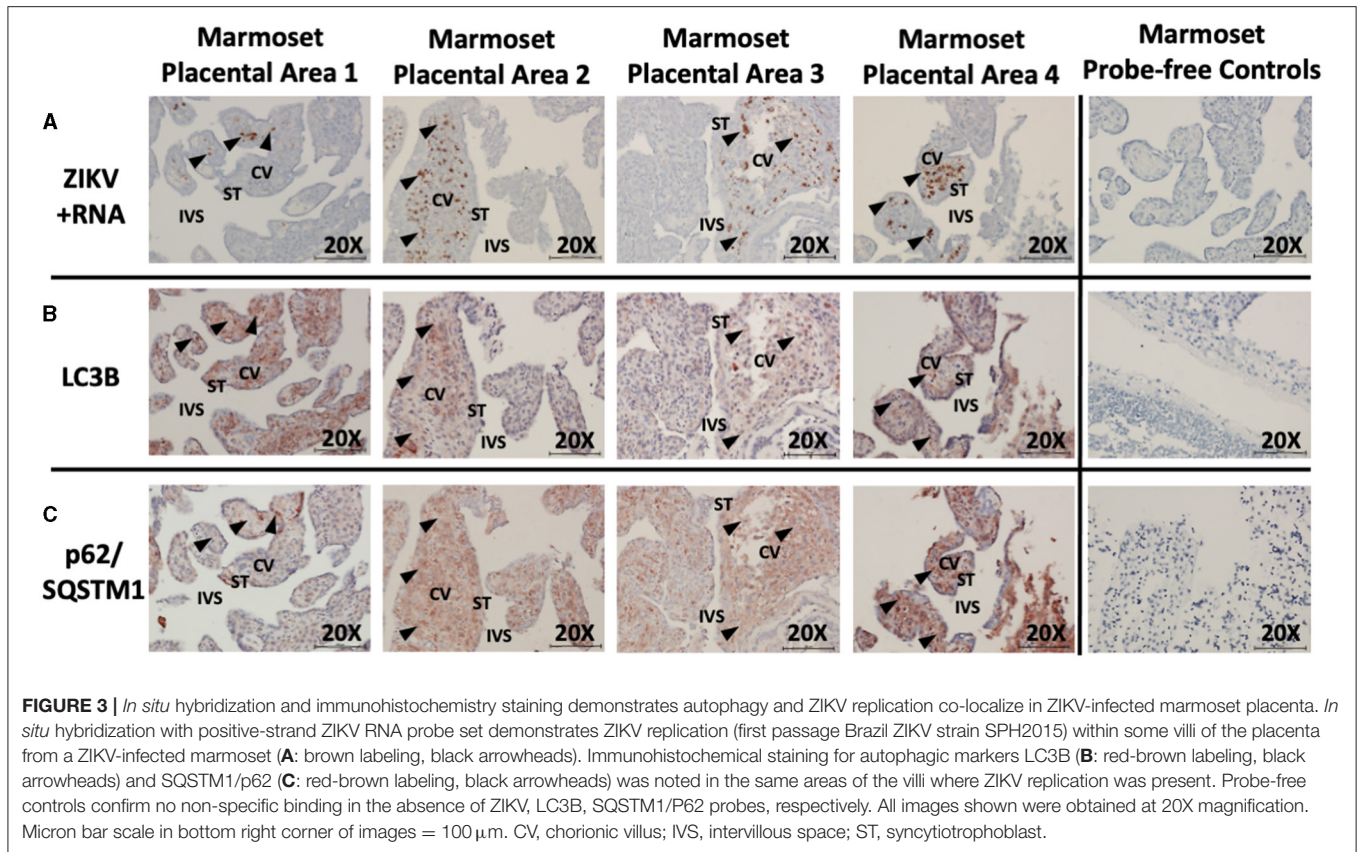 Marmoset
Placental Area 1
Marmoset
Placental Area 2
Marmoset
Placental Area 3
Marmoset
Placental Area 4
Marmoset
Probe-free Controls
A
ZIKV
+RNA
CV
ST
IVS
20X
CV
ST
IVS
20X
ST
CV
IVS
20X
CV
ST
IVS
20X
20X
B
LC3B
CV
ST
IVS
20X
CV
ST
IVS
20X
ST
CV
IVS
20X
CV
ST
IVS
20X
20X
C
p62/
SQSTM1
CV
ST
IVS
20X
CV
ST
IVS
20X
ST
CV
IVS
20X
CV
ST
IVS
20X
20X
FIGURE 3 | In situ hybridization and immunohistochemistry staining demonstrates autophagy and ZIKV replication co-localize in ZIKV-infected marmoset placenta. In
situ hybridization with positive-strand ZIKV RNA probe set demonstrates ZIKV replication (first passage Brazil ZIKV strain SPH2015) within some villi of the placenta
from a ZIKV-infected marmoset (A: brown labeling, black arrowheads). Immunohistochemical staining for autophagic markers LC3B (B: red-brown labeling, black
arrowheads) and SQSTM1/p62 (C: red-brown labeling, black arrowheads) was noted in the same areas of the villi where ZIKV replication was present. Probe-free
controls confirm no non-specific binding in the absence of ZIKV, LC3B, SQSTM1/P62 probes, respectively. All images shown were obtained at 20X magnification.
Micron bar scale in bottom right corner of images = 100 μm. CV, chorionic villus; IVS, intervillous space; ST, syncytiotrophoblast.